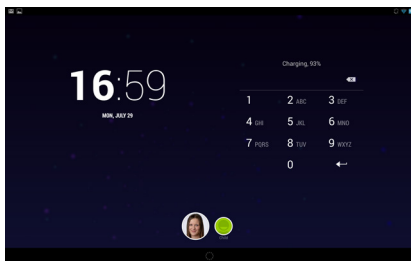 16:59
MON, JULY 29
Charging, 93%
1
2 ABC
3 DEF
4 GHI
5 JKL
6 MNO
7 PQRS
8 TUV
9 WXYZ
0